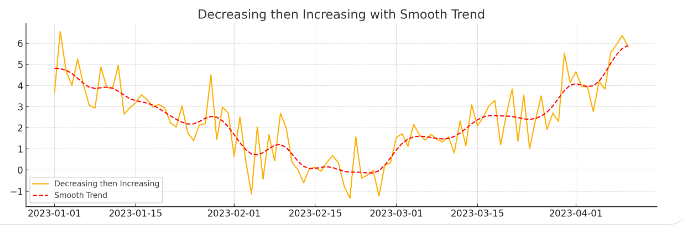 Decreasing then Increasing with Smooth Trend
6
5
4
3
2
1
0
−1
Decreasing then Increasing
Smooth Trend
2023-01-01 2023-01-15 2023-02-01 2023-02-15 2023-03-01 2023-03-15 2023-04-01